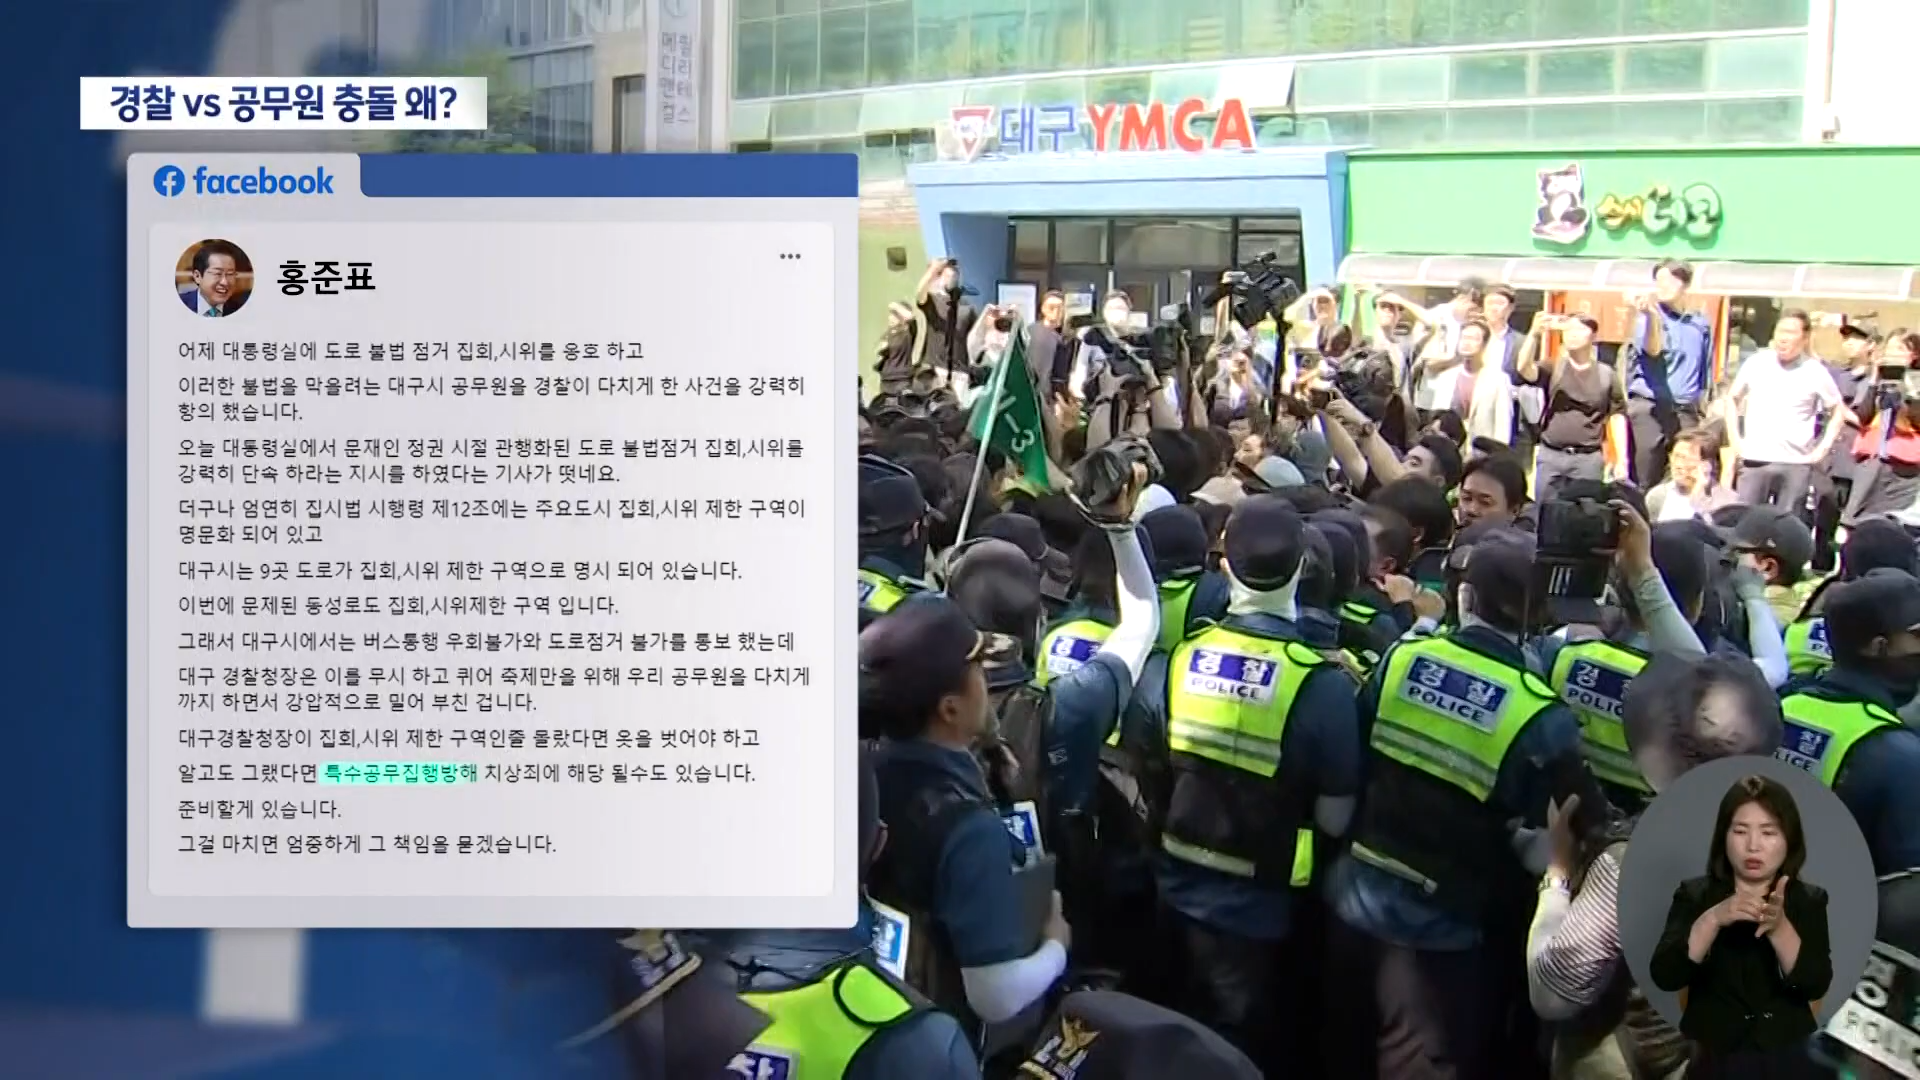 경찰 vs 공무원 충돌 왜?
facebook
홍준표
어제 대통령실에 도로 불법 점거 집회,시위를 옹호 하고
이러한 불법을 막을려는 대구시 공무원을 경찰이 다치게 한 사건을 강력히
항의 했습니다.
오늘 대통령실에서 문재인 정권 시절 관행화된 도로 불법점거 집회,시위를
강력히 단속 하라는 지시를 하였다는 기사가 떳네요.
더구나 엄연히 집시법 시행령 제12조에는 주요도시 집회,시위 제한 구역이
명문화 되어 있고
대구시는 9곳 도로가 집회,시위 제한 구역으로 명시 되어 있습니다.
이번에 문제된 동성로도 집회,시위제한 구역 입니다.
그래서 대구시에서는 버스통행 우회불가와 도로점거 불가를 통보 했는데
대구 경찰청장은 이를 무시 하고 퀴어 축제만을 위해 우리 공무원을 다치게
까지 하면서 강압적으로 밀어 부친 겁니다.
대구경찰청장이 집회,시위 제한 구역인줄 몰랐다면 옷을 벗어야 하고
알고도 그랬다면 특수공무집행방해 치상죄에 해당 될수도 있습니다.
준비할게 있습니다.
그걸 마치면 엄중하게 그 책임을 묻겠습니다.
필라테스
메디앤걸
대구 YMCA
경찰
경찰
POLICE
경찰
POLICE
경찰